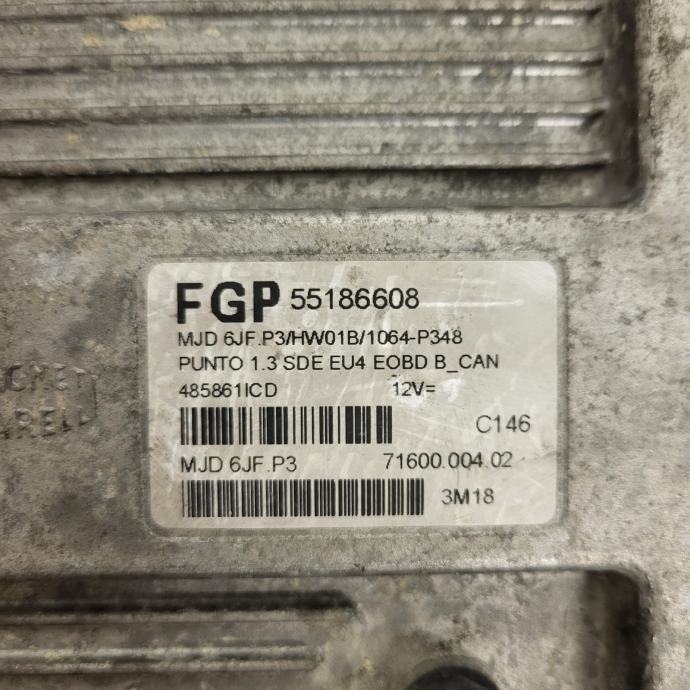 FGP 55186608
MJD 6JF.P3/HW01B/1064-P348
PUNTO 1.3 SDE EU4 EOBD B_CAN
485861ICD 12V=
C146
MJD 6JF.P3 71600.004.02
3M18